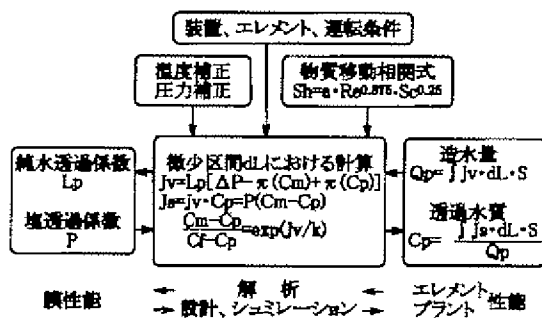 装置、エレメント、運転条件
温度補正
圧力補正
物質移動相関式
Sh=a・Re^0.875・Sc^0.25
純水透過係数
Lp
塩透過係数
P
微少区間dLにおける計算
Jv=Lp[ΔP-π(Cm)+π(Cp)]
Js=Jv・Cp=P(Cm-Cp)
Cm-Cp
Cf-Cp
=exp(Jv/k)
造水量
Qp=∫Jv・dL・S
透過水質
Cp=
∫Js・dL・S
Qp
膜性能
← 解析 ←
→設計、シュミレーション→
エレメント
プラント
性能